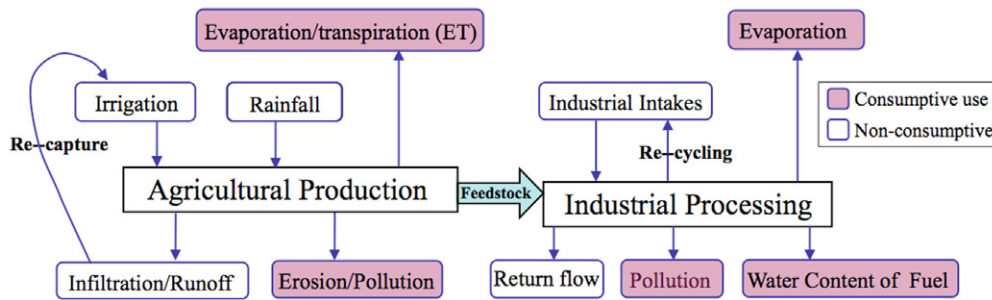 Evaporation/transpiration (ET)
Evaporation
Irrigation
Rainfall
Industrial Intakes
Consumptive use
Non-consumptive
Re--capture
Re--cycling
Agricultural Production
Feedstock
Industrial Processing
Infiltration/Runoff
Erosion/Pollution
Return flow
Pollution
Water Content of Fuel